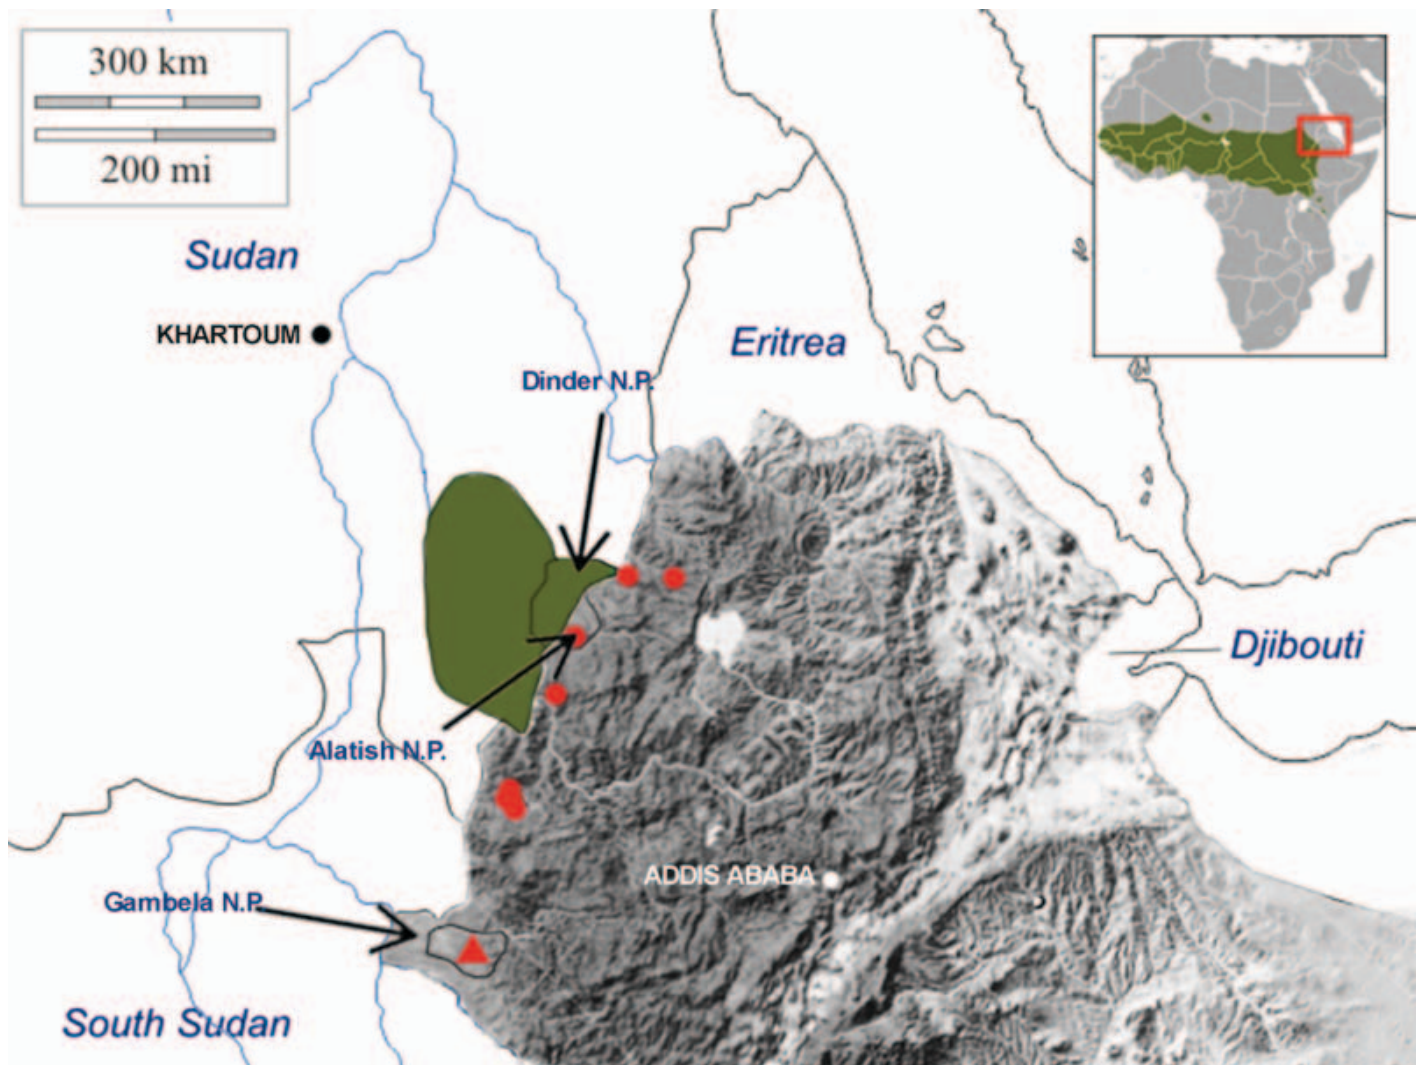 300 km
200 mi
Sudan
KHARTOUM
Eritrea
Dinder N.P.
Djibouti
Alatish N.P.
ADDIS ABABA
Gambela N.P.
South Sudan